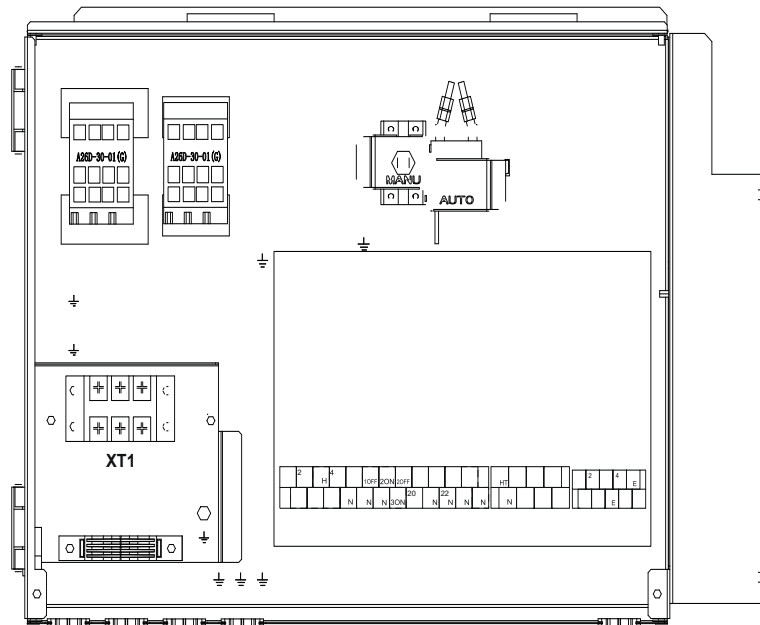 A26D-30-01(G) A26D-30-01(G)
MANU
AUTO
XT1
2 4
H 1OFF 2ON 2OFF
HT
2 4
E
20 22
N N N 3ON N N N N
N
E